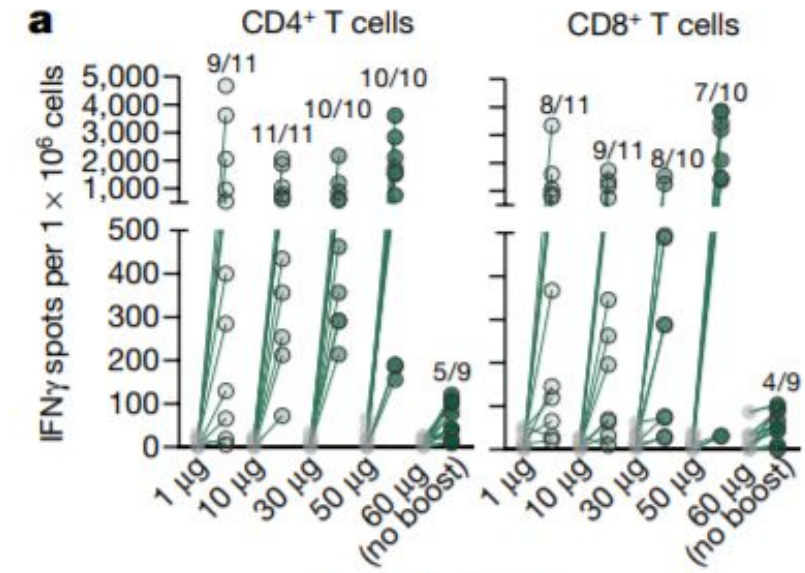 a
CD4⁺ T cells
CD8⁺ T cells
IFNγ spots per 1 × 10⁶ cells
5,000
4,000
3,000
2,000
1,000
500
400
300
200
100
0
9/11
11/11
10/10
10/10
5/9
8/11
9/11
8/10
7/10
4/9
1 µg
10 µg
30 µg
50 µg
60 µg
(no boost)
1 µg
10 µg
30 µg
50 µg
60 µg
(no boost)